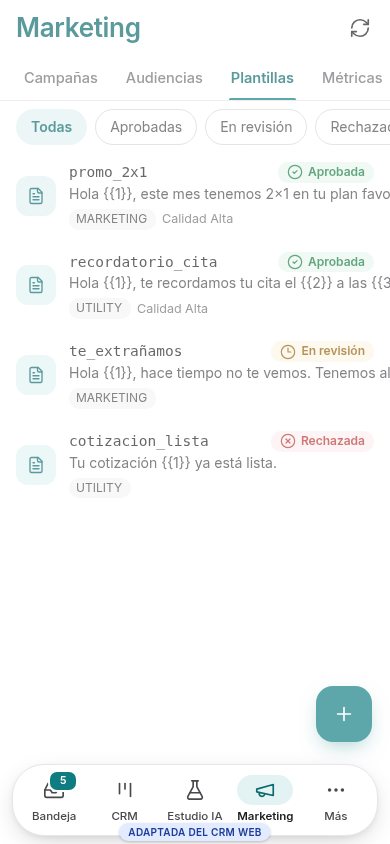 Marketing
Campañas Audiencias Plantillas Métricas
Todas Aprobadas En revisión Rechazad
promo_2x1 Aprobada
Hola {{1}}, este mes tenemos 2×1 en tu plan favo
MARKETING Calidad Alta
recordatorio_cita Aprobada
Hola {{1}}, te recordamos tu cita el {{2}} a las {{3
UTILITY Calidad Alta
te_extrañamos En revisión
Hola {{1}}, hace tiempo no te vemos. Tenemos al
MARKETING
cotizacion_lista Rechazada
Tu cotización {{1}} ya está lista.
UTILITY
5
Bandeja CRM Estudio IA Marketing Más
ADAPTADA DEL CRM WEB